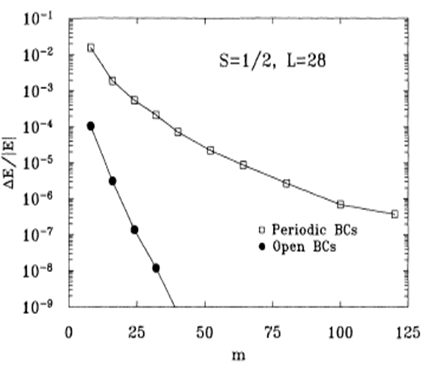 10⁻¹
10⁻²
10⁻³
10⁻⁴
10⁻⁵
10⁻⁶
10⁻⁷
10⁻⁸
10⁻⁹
ΔE/|E|
S=1/2, L=28
Periodic BCs
Open BCs
0 25 50 75 100 125
m